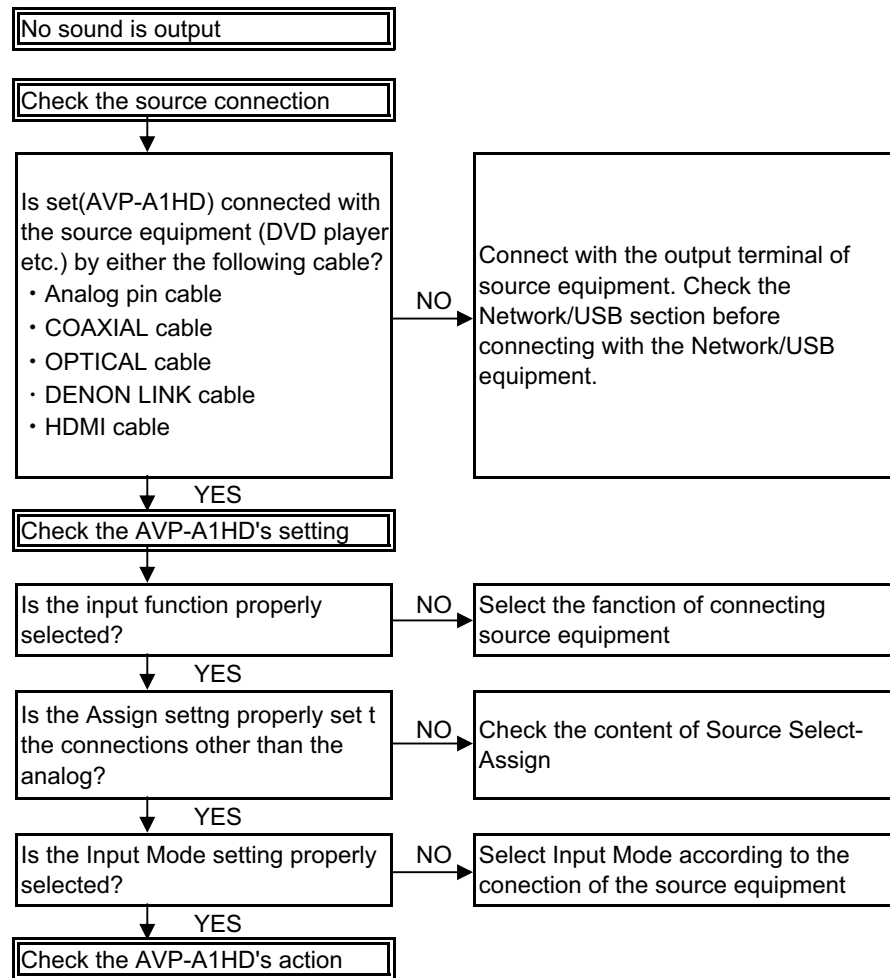 No sound is output
Check the source connection
Is set(AVP-A1HD) connected with
the source equipment (DVD player
etc.) by either the following cable?
・Analog pin cable
・COAXIAL cable
・OPTICAL cable
・DENON LINK cable
・HDMI cable
NO
Connect with the output terminal of
source equipment. Check the
Network/USB section before
connecting with the Network/USB
equipment.
YES
Check the AVP-A1HD's setting
Is the input function properly
selected?
NO
Select the fanction of connecting
source equipment
YES
Is the Assign settng properly set t
the connections other than the
analog?
NO
Check the content of Source Select-
Assign
YES
Is the Input Mode setting properly
selected?
NO
Select Input Mode according to the
conection of the source equipment
YES
Check the AVP-A1HD's action